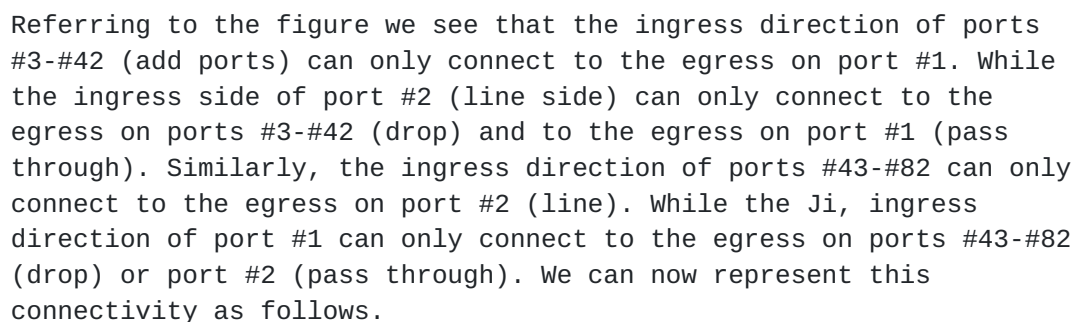 Referring to the figure we see that the ingress direction of ports
#3-#42 (add ports) can only connect to the egress on port #1. While
the ingress side of port #2 (line side) can only connect to the
egress on ports #3-#42 (drop) and to the egress on port #1 (pass
through). Similarly, the ingress direction of ports #43-#82 can only
connect to the egress on port #2 (line). While the Ji, ingress
direction of port #1 can only connect to the egress on ports #43-#82
(drop) or port #2 (pass through). We can now represent this
connectivity as follows.